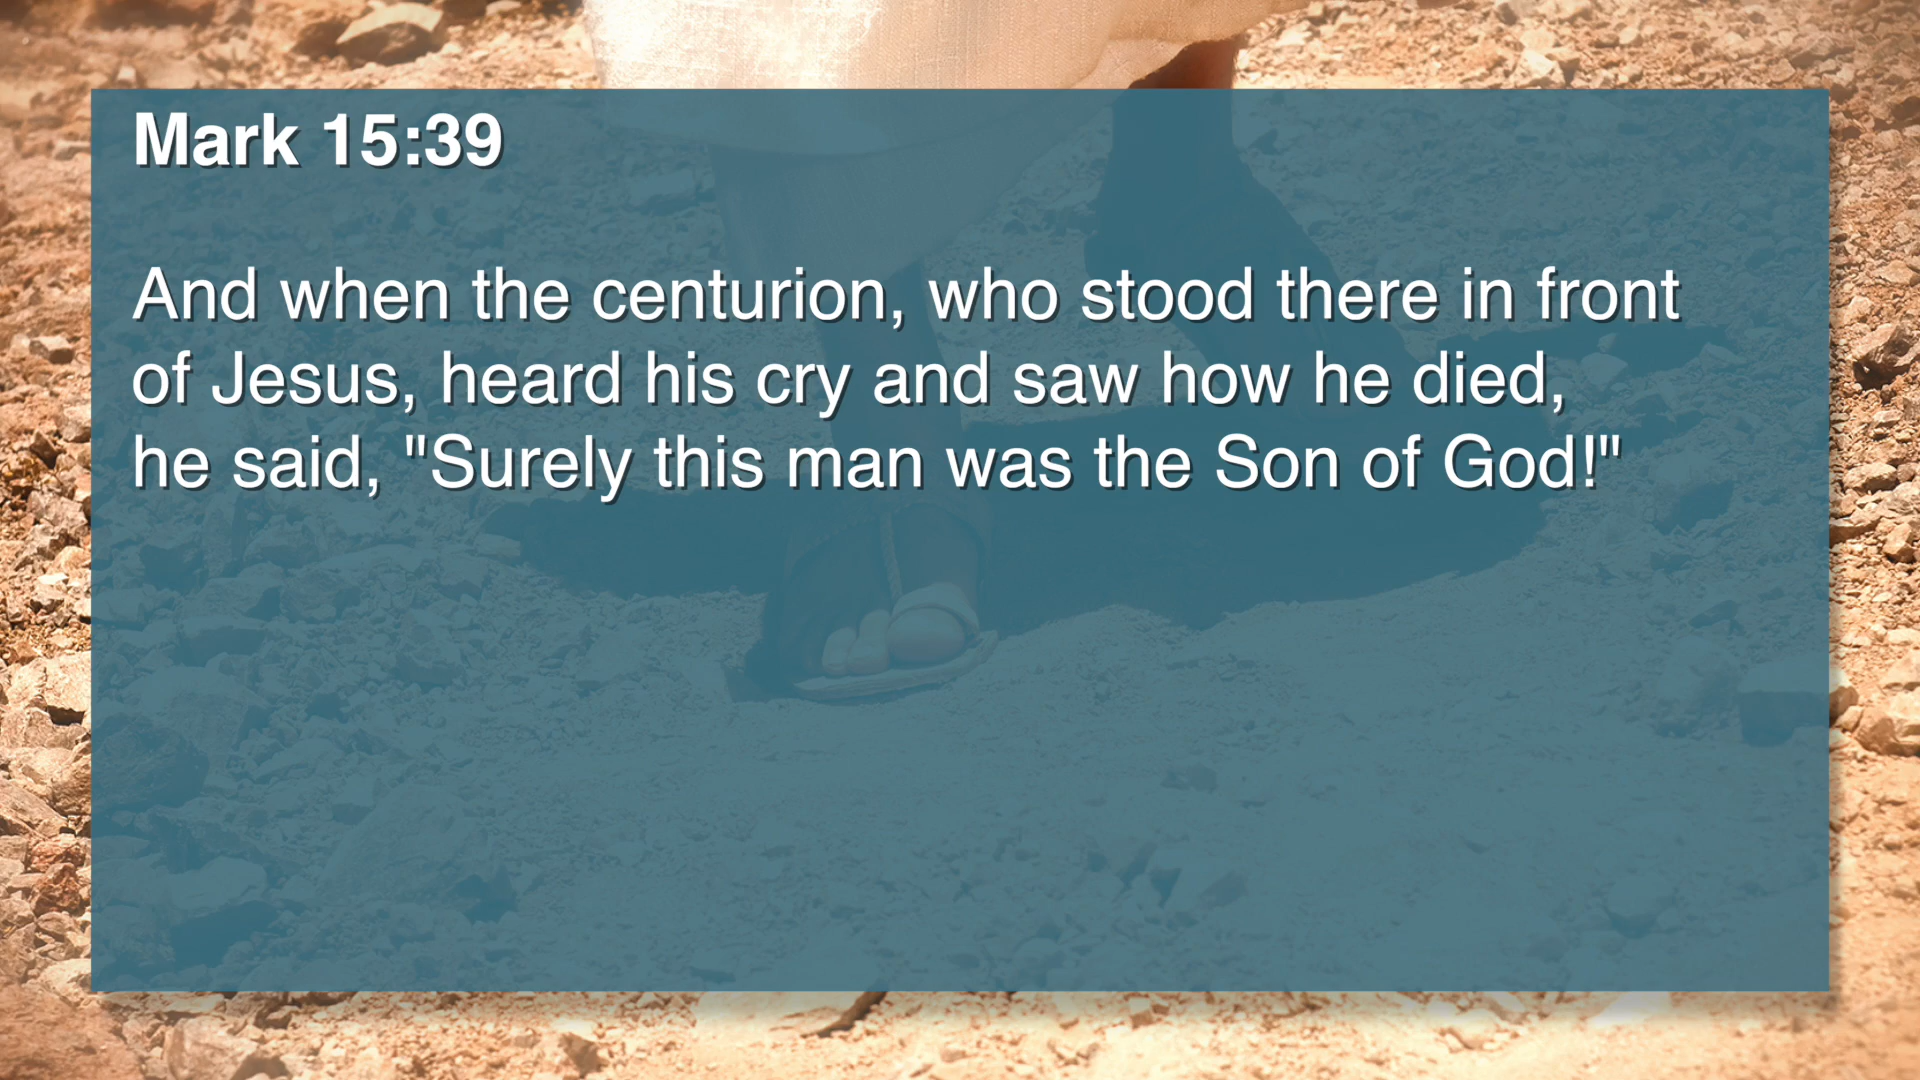 Mark 15:39
And when the centurion, who stood there in front
of Jesus, heard his cry and saw how he died,
he said, "Surely this man was the Son of God!"